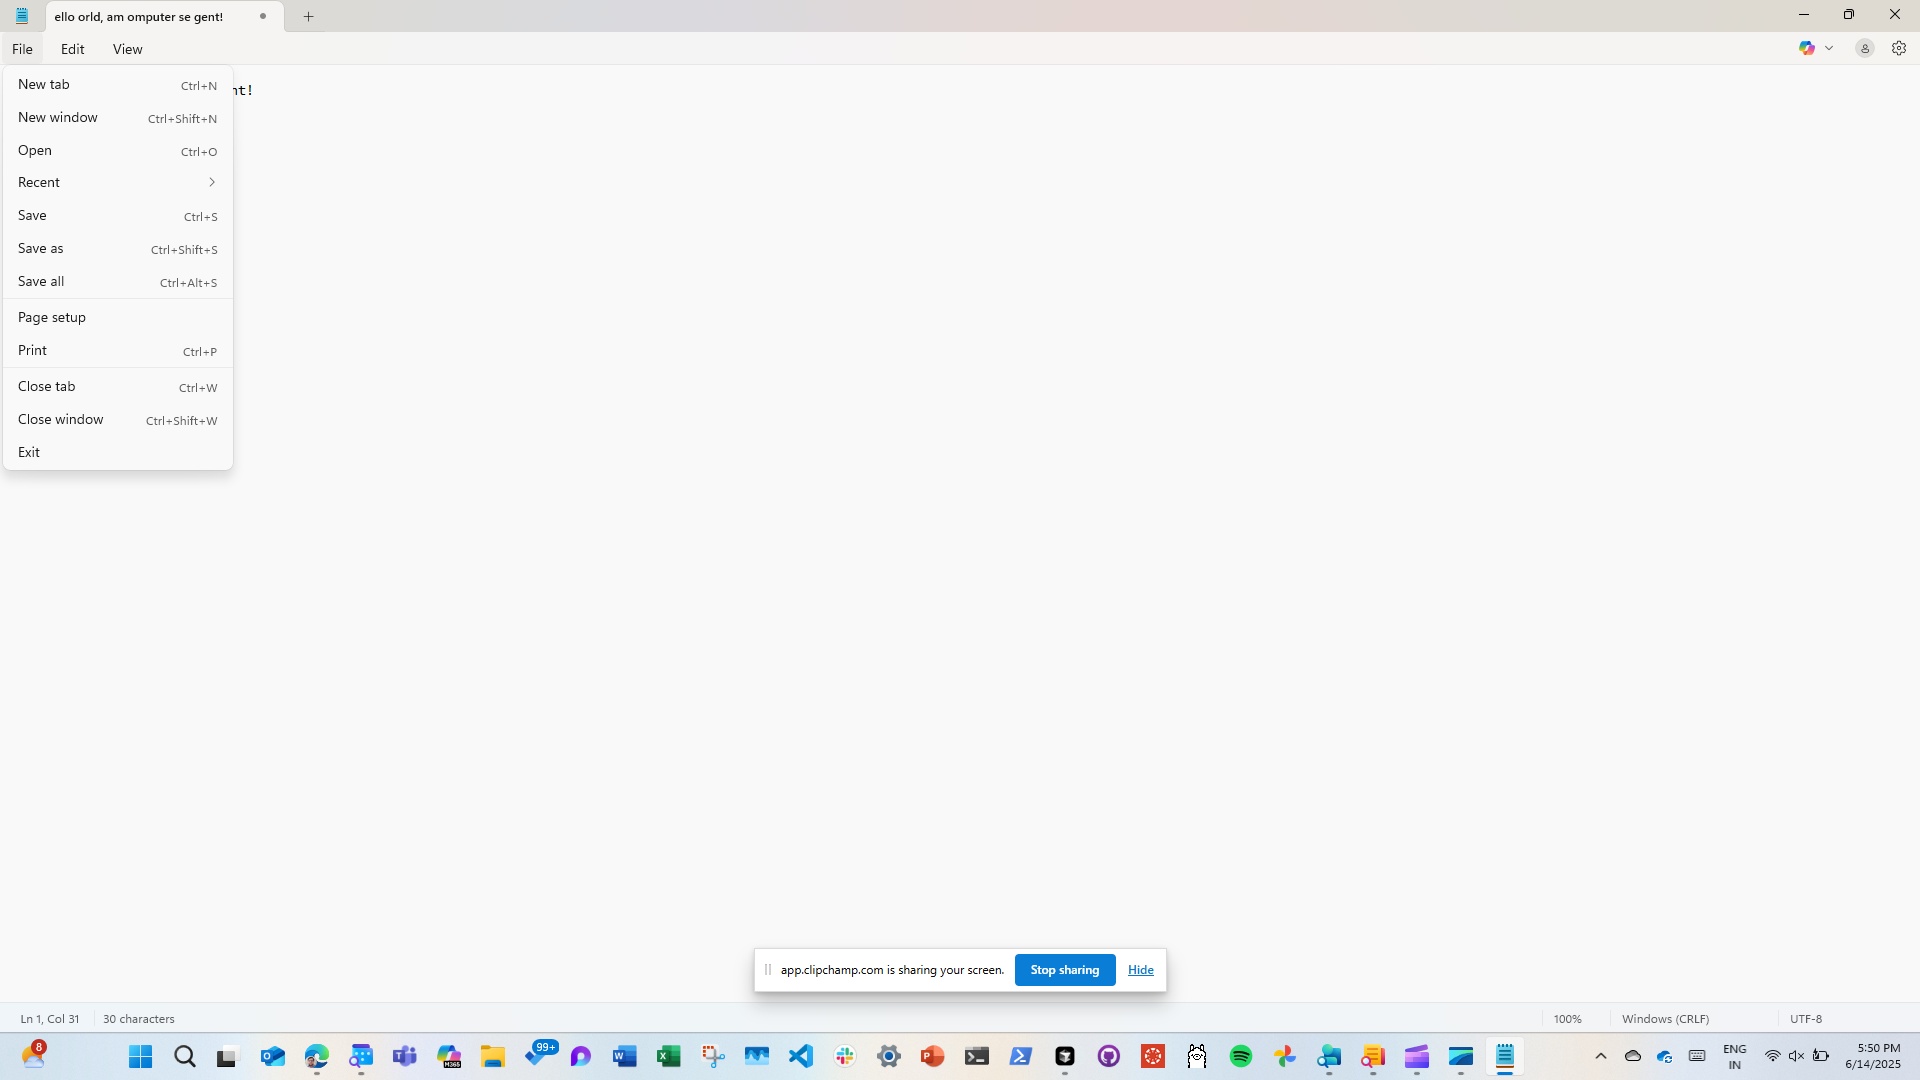 ello orld, am omputer se gent!
File Edit View
New tab Ctrl+N
nt!
New window Ctrl+Shift+N
Open Ctrl+O
Recent
Save Ctrl+S
Save as Ctrl+Shift+S
Save all Ctrl+Alt+S
Page setup
Print Ctrl+P
Close tab Ctrl+W
Close window Ctrl+Shift+W
Exit
app.clipchamp.com is sharing your screen. Stop sharing Hide
Ln 1, Col 31 30 characters 100% Windows (CRLF) UTF-8
8 99+ M365 ENG IN 5:50 PM
6/14/2025